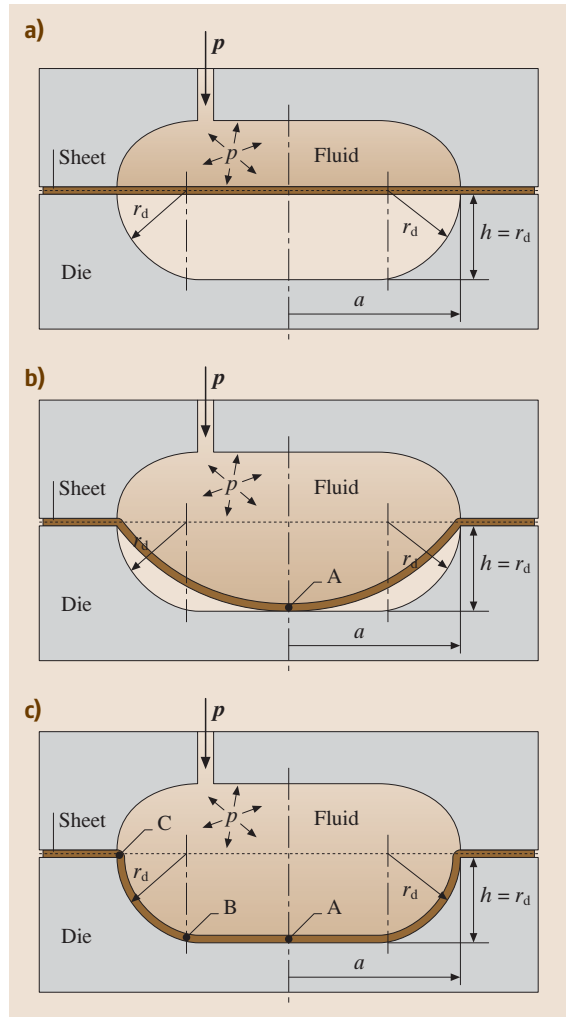 a)
p
Sheet
p
Fluid
r_d
r_d
h = r_d
Die
a
b)
p
Sheet
p
Fluid
r_d
r_d
A
h = r_d
Die
a
c)
p
Sheet
C
p
Fluid
r_d
r_d
B
A
h = r_d
Die
a